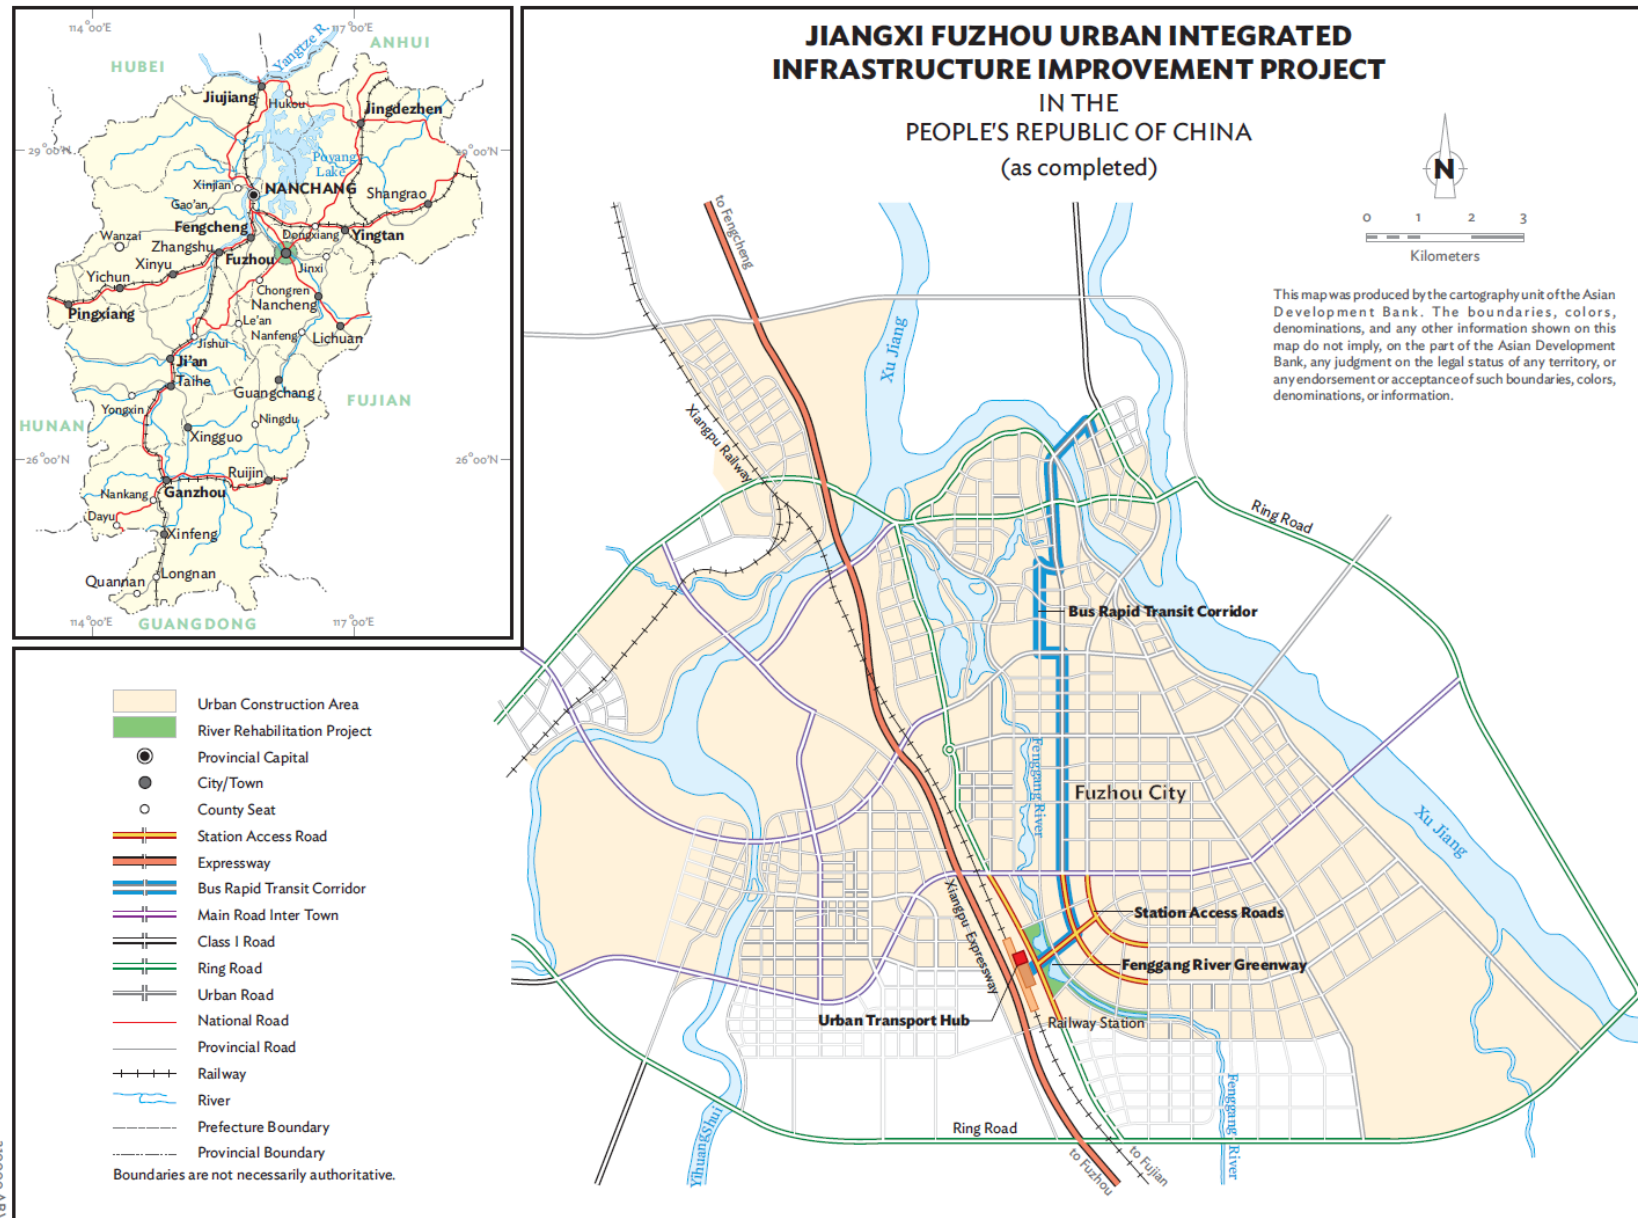 JIANGXI FUZHOU URBAN INTEGRATED
INFRASTRUCTURE IMPROVEMENT PROJECT
IN THE
PEOPLE'S REPUBLIC OF CHINA
(as completed)
N
0 1 2 3
Kilometers
This map was produced by the cartography unit of the Asian
Development Bank. The boundaries, colors,
denominations, and any other information shown on this
map do not imply, on the part of the Asian Development
Bank, any judgment on the legal status of any territory, or
any endorsement or acceptance of such boundaries, colors,
denominations, or information.
114°00'E
117°00'E
Yangtze R.
ANHUI
HUBEI
Jiujiang
Hukou
Jingdezhen
29°00'N
29°00'N
Poyang
Lake
Xinjian
NANCHANG
Shangrao
Gao'an
Fengcheng
Dongxiang
Yingtan
Wanzai
Zhangshu
Fuzhou
Xinyu
Jinxi
Yichun
Chongren
Nancheng
Pingxiang
Le'an
Nanfeng
Lichuan
Jishui
Ji'an
Taihe
Guangchang
FUJIAN
Yongxin
Ningdu
HUNAN
Xingguo
26°00'N
26°00'N
Ruijin
Nankang
Ganzhou
Dayu
Xinfeng
Longnan
Quannan
114°00'E
GUANGDONG
117°00'E
to Fengcheng
Xu Jiang
Xiangpu Railway
Ring Road
Bus Rapid Transit Corridor
Fenggang River
Fuzhou City
Xu Jiang
Xiangpu Expressway
Station Access Roads
Fenggang River Greenway
Urban Transport Hub
Railway Station
Fenggang River
YihuangShui
Ring Road
to Fuzhou
to Fujian
Urban Construction Area
River Rehabilitation Project
Provincial Capital
City/Town
County Seat
Station Access Road
Expressway
Bus Rapid Transit Corridor
Main Road Inter Town
Class I Road
Ring Road
Urban Road
National Road
Provincial Road
Railway
River
Prefecture Boundary
Provincial Boundary
Boundaries are not necessarily authoritative.